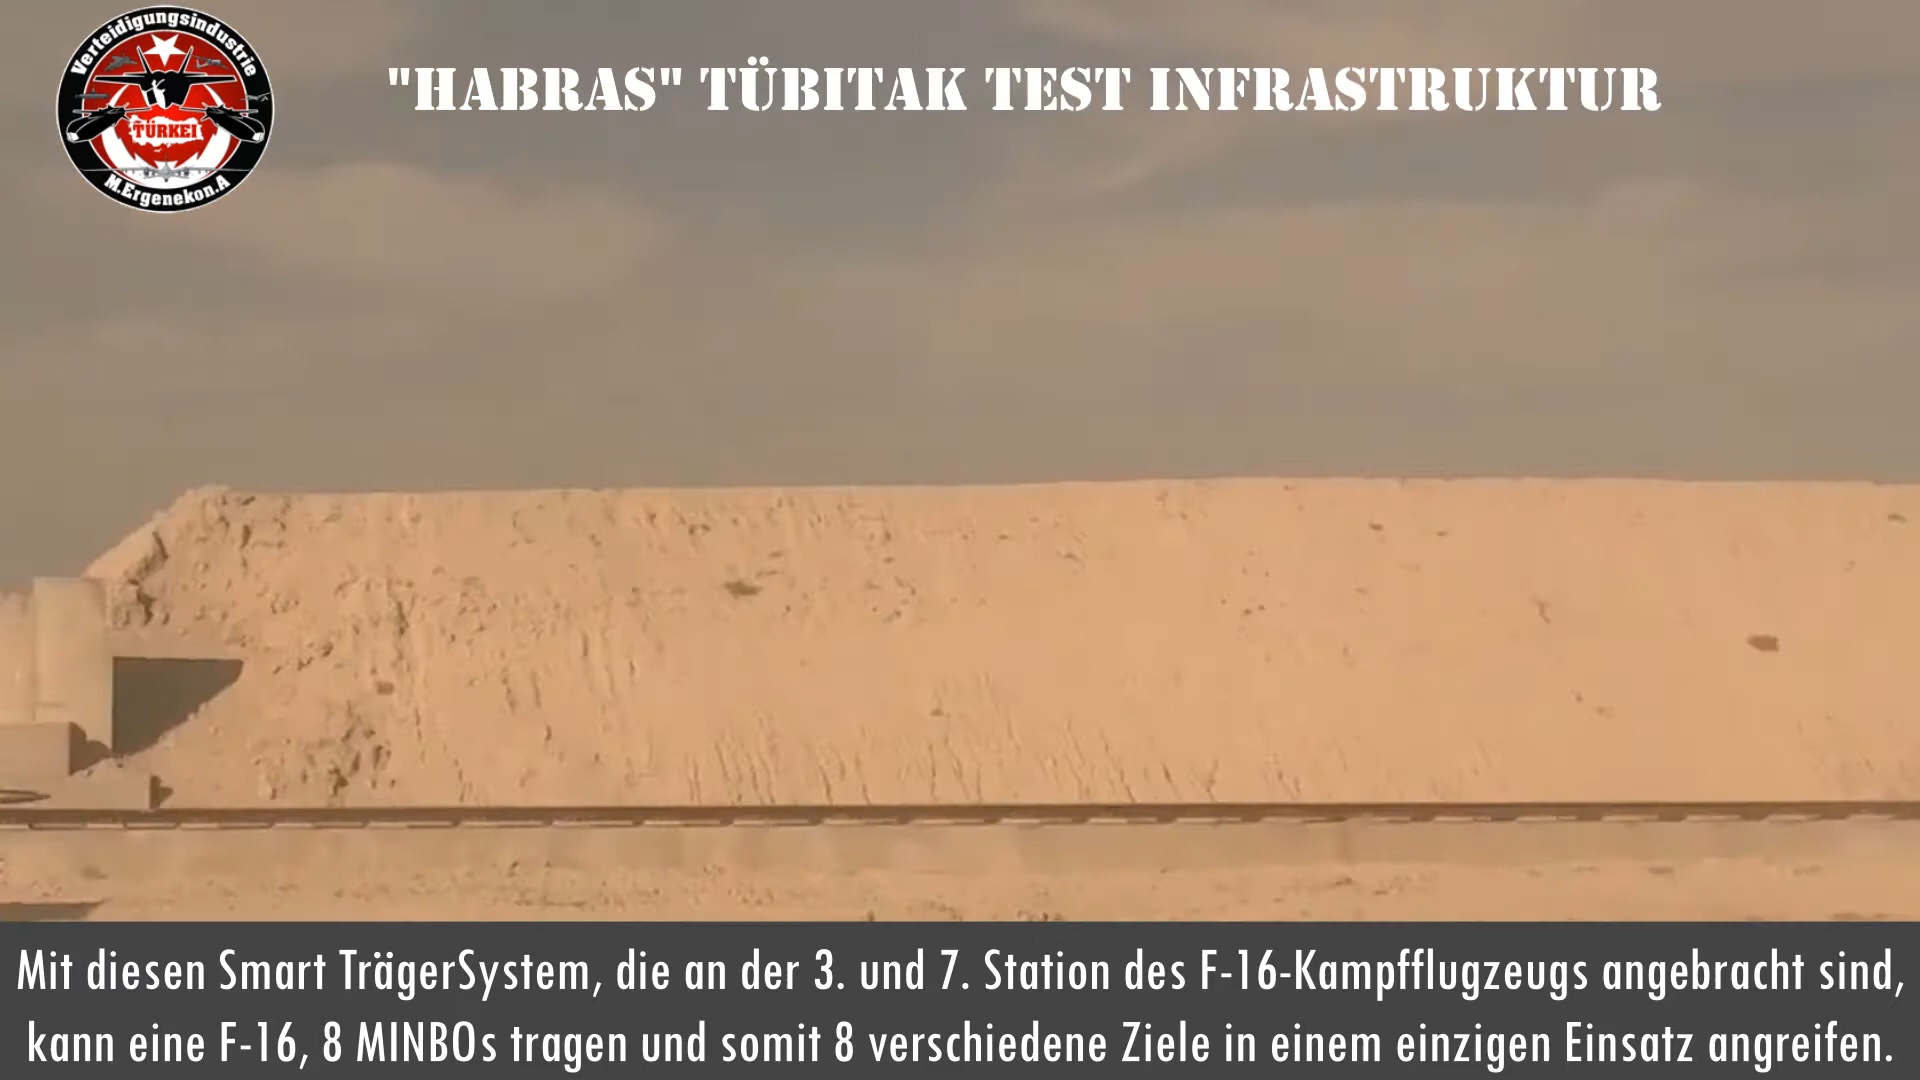 Verteidigungsindustrie
TÜRKEI
M.Ergenekon.A
"HABRAS" TÜBITAK TEST INFRASTRUKTUR
Mit diesen Smart TrägerSystem, die an der 3. und 7. Station des F-16-Kampfflugzeugs angebracht sind,
kann eine F-16, 8 MINBOs tragen und somit 8 verschiedene Ziele in einem einzigen Einsatz angreifen.